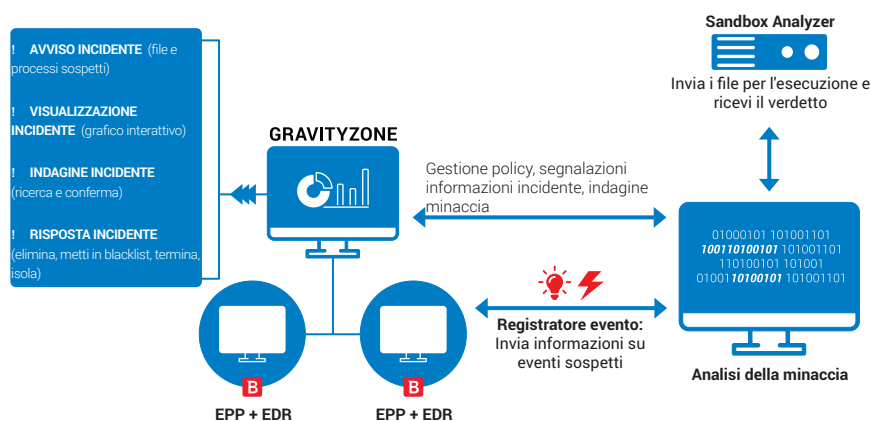 ! AVVISO INCIDENTE (file e
processi sospetti)
! VISUALIZZAZIONE
INCIDENTE (grafico interattivo)
! INDAGINE INCIDENTE
(ricerca e conferma)
! RISPOSTA INCIDENTE
(elimina, metti in blacklist, termina,
isola)
GRAVITYZONE
Gestione policy, segnalazioni
informazioni incidente, indagine
minaccia
Sandbox Analyzer
Invia i file per l'esecuzione e
ricevi il verdetto
01000101 101001101
100110100101 101001101
110100101 101001
0100110100101 101001101
Analisi della minaccia
Registratore evento:
Invia informazioni su
eventi sospetti
B
EPP + EDR
B
EPP + EDR